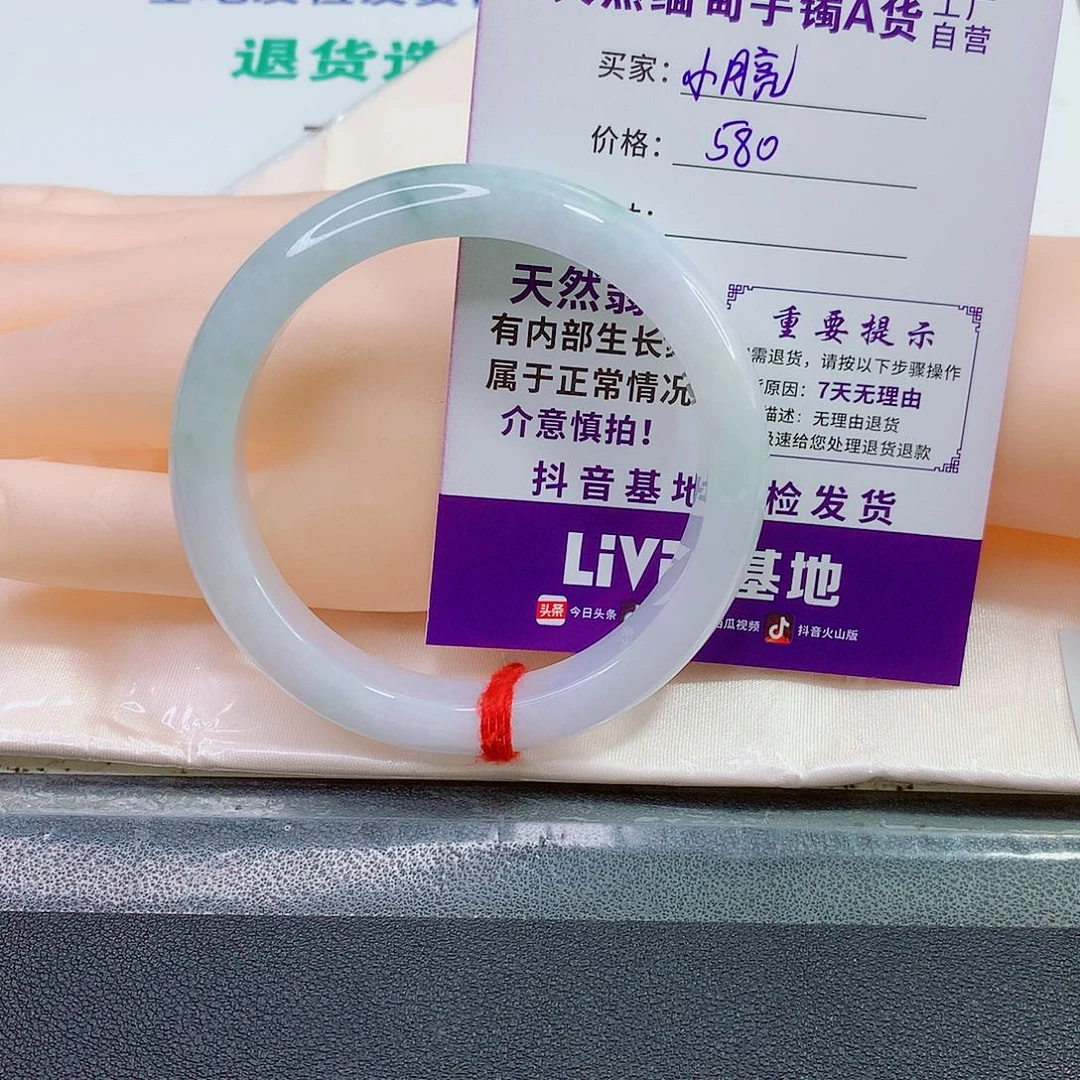 退货
天然缅甸手镯A货 工厂自营
买家: 小月亮
价格: 580
天然翡
有内部生长
属于正常情况
介意慎拍!
重要提示
需退货,请按以下步骤操作
原因: 7天无理由
描述: 无理由退货
极速给您处理退货退款
抖音基地 检发货
LiVi 基地
头条 今日头条 西瓜视频 抖音火山版